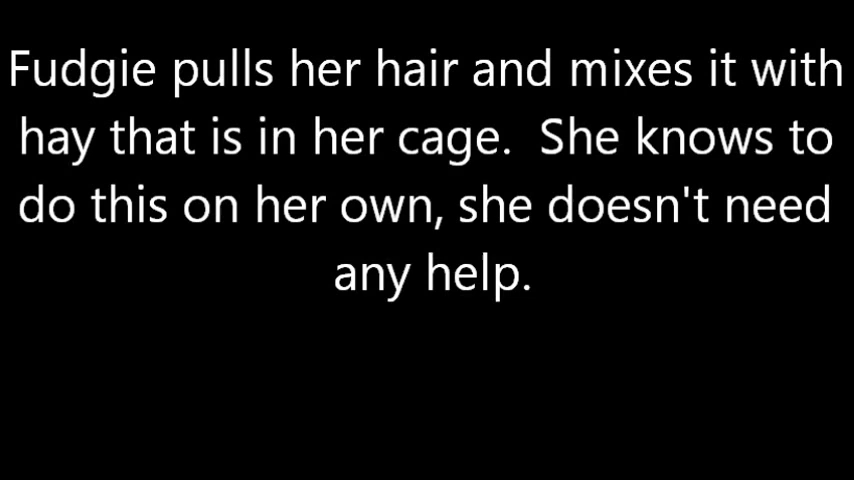 Fudgie pulls her hair and mixes it with
hay that is in her cage.  She knows to
do this on her own, she doesn't need
any help.